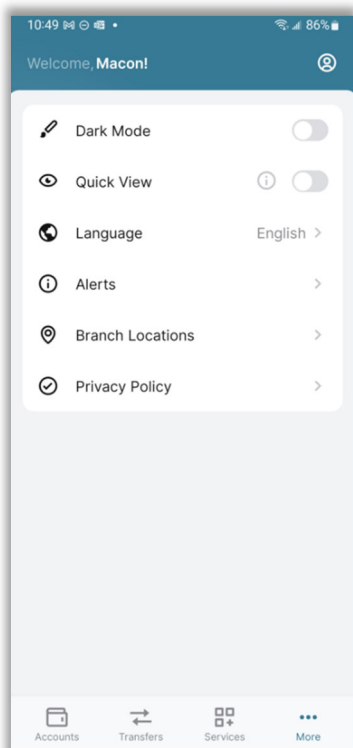 10:49 86%
Welcome, Macon!
Dark Mode
Quick View
Language English
Alerts
Branch Locations
Privacy Policy
Accounts Transfers Services More